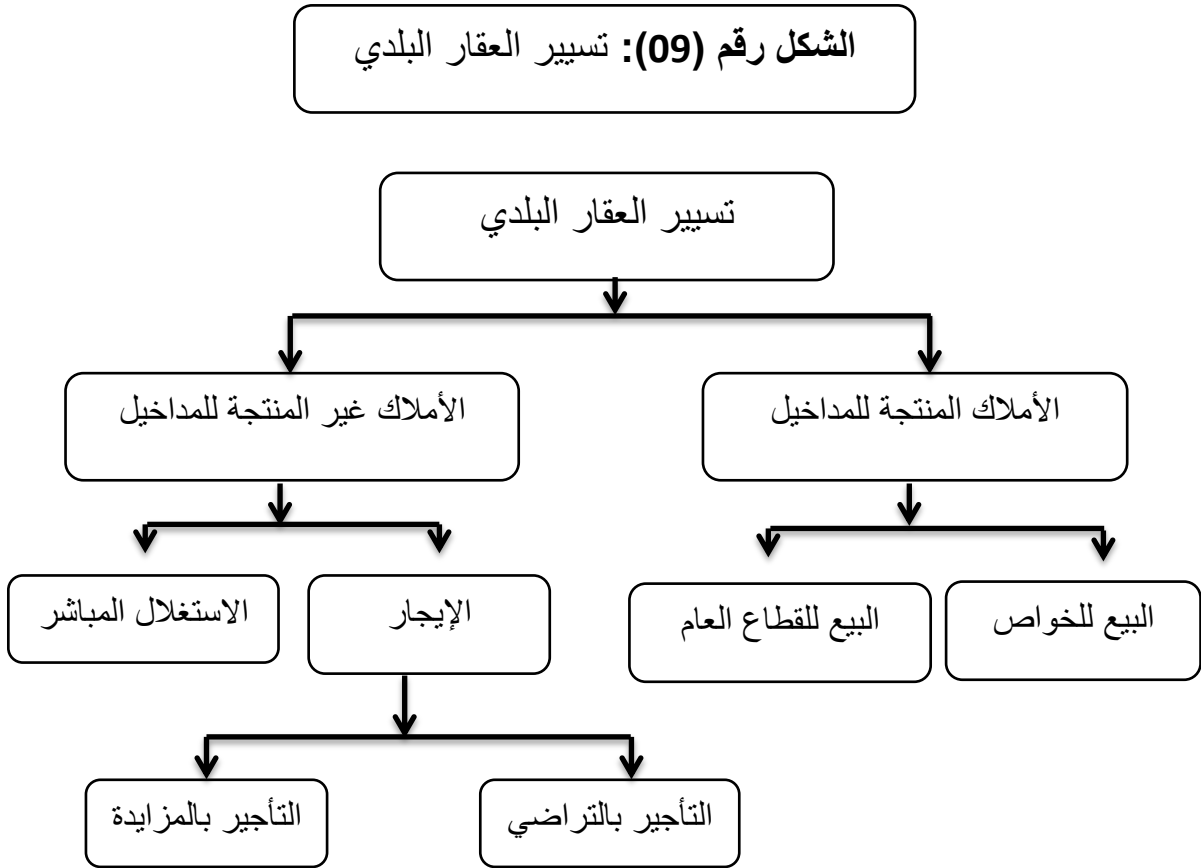 الشكل رقم (09): تسيير العقار البلدي
تسيير العقار البلدي
الأملاك المنتجة للمداخيل
الأملاك غير المنتجة للمداخيل
البيع للخواص
البيع للقطاع العام
الإيجار
الاستغلال المباشر
التأجير بالتراضي
التأجير بالمزايدة